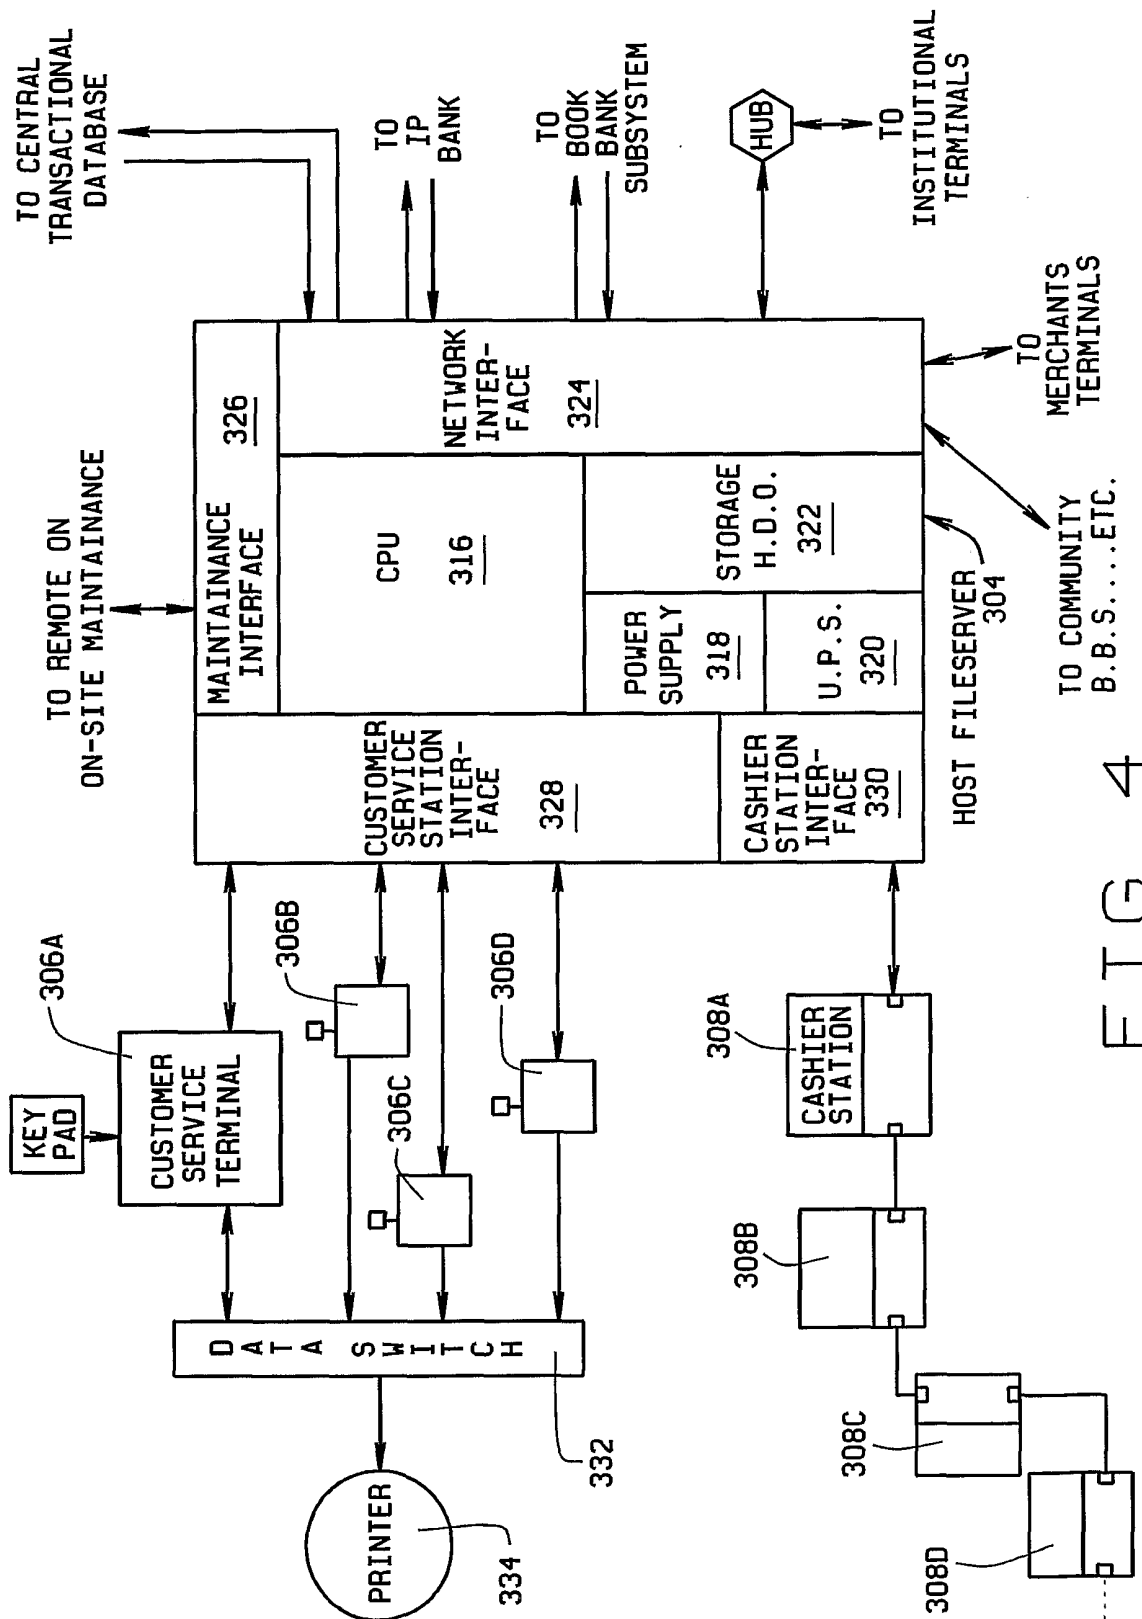 TO CENTRAL
TRANSACTIONAL
DATABASE
TO
IP
BANK
TO
BOOK
BANK
SUBSYSTEM
HUB
TO
INSTITUTIONAL
TERMINALS
TO REMOTE ON
ON-SITE MAINTAINANCE
MAINTAINANCE
INTERFACE
326
NETWORK
INTER-
FACE
324
CPU
316
STORAGE
H.D.O.
322
POWER
SUPPLY
318
U.P.S.
320
CUSTOMER
SERVICE
STATION
INTER-
FACE
328
CASHIER
STATION
INTER-
FACE
330
HOST FILESERVER
304
TO
MERCHANTS
TERMINALS
TO COMMUNITY
B.B.S.....ETC.
KEY
PAD
306A
CUSTOMER
SERVICE
TERMINAL
306B
306C
306D
DATA SWITCH
332
PRINTER
334
308A
CASHIER
STATION
308B
308C
308D
FIG 4